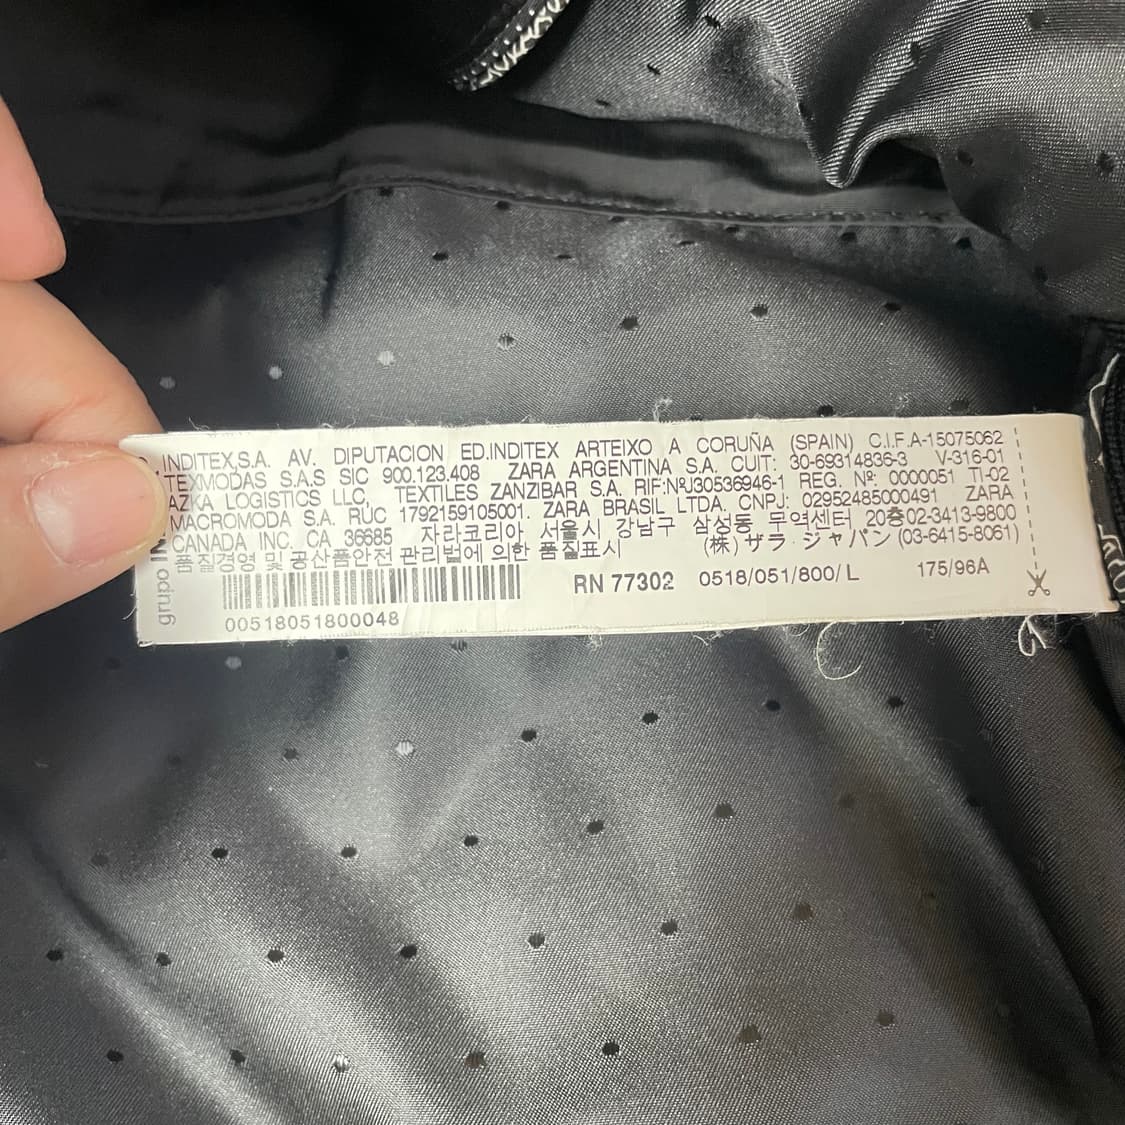 INDITEX,S.A. AV. DIPUTACION ED.INDITEX ARTEIXO A CORUÑA (SPAIN) C.I.F.A-15075062
TEXMODAS S.A.S SIC 900.123.408 ZARA ARGENTINA S.A. CUIT: 30-69314836-3 V-316-01
AZKA LOGISTICS LLC, TEXTILES ZANZIBAR S.A. RIF:NºJ30536946-1 REG. Nº: 0000051 TI-02
MACROMODA S.A. RUC 1792159105001. ZARA BRASIL LTDA. CNPJ: 02952485000491 ZARA
CANADA INC. CA 36685 자라코리아 서울시 강남구 삼성동 무역센터 20층02-3413-9800
품질경영 및 공산품안전 관리법에 의한 품질표시 (株) ザラ・ジャパン (03-6415-8061)
RN 77302 0518/051/800/L 175/96A
00518051800048
grupo IN